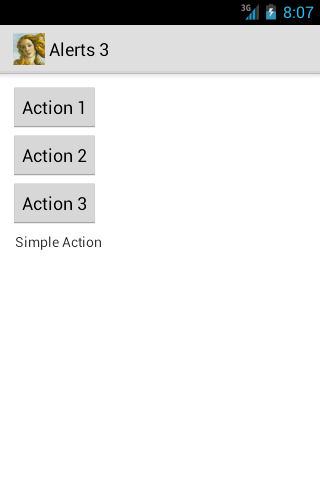 3G 8:07
Alerts 3
Action 1
Action 2
Action 3
Simple Action